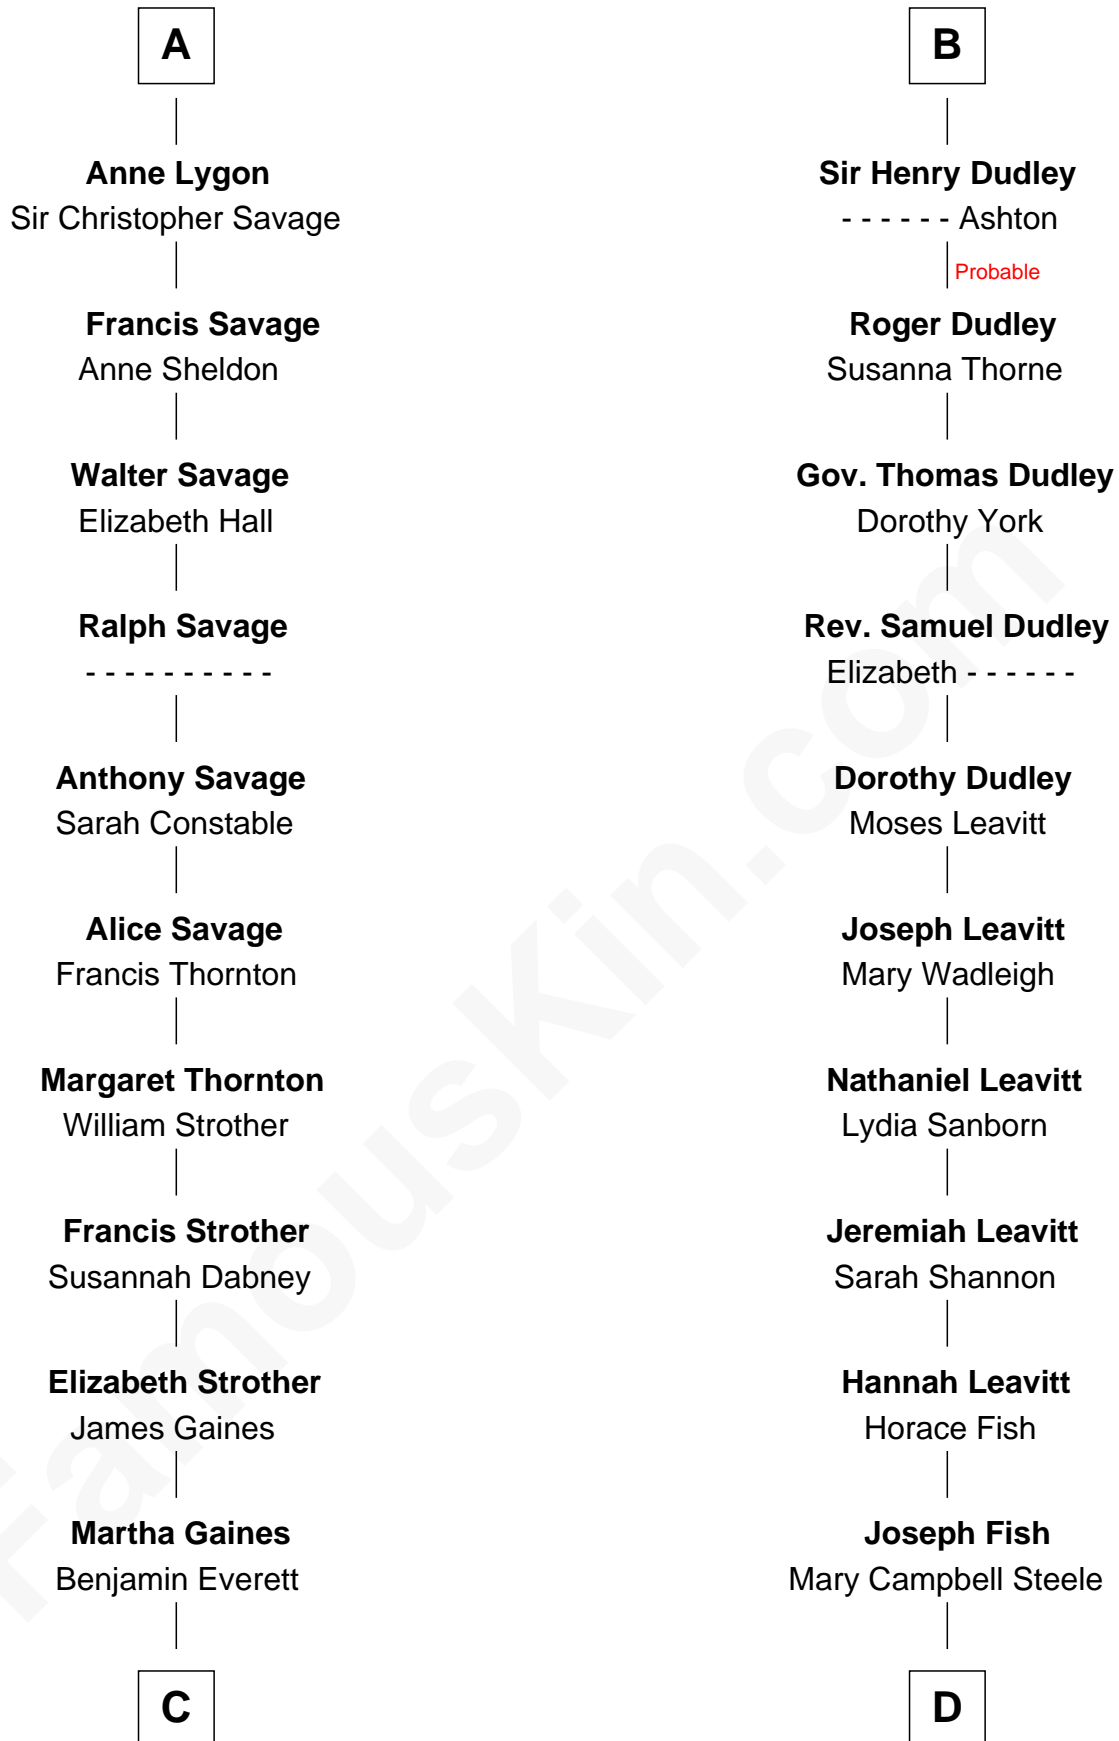 A
Anne Lygon
Sir Christopher Savage
Francis Savage
Anne Sheldon
Walter Savage
Elizabeth Hall
Ralph Savage
- - - - - - - - - -
Anthony Savage
Sarah Constable
Alice Savage
Francis Thornton
Margaret Thornton
William Strother
Francis Strother
Susannah Dabney
Elizabeth Strother
James Gaines
Martha Gaines
Benjamin Everett
C
B
Sir Henry Dudley
- - - - - - Ashton
Probable
Roger Dudley
Susanna Thorne
Gov. Thomas Dudley
Dorothy York
Rev. Samuel Dudley
Elizabeth - - - - - -
Dorothy Dudley
Moses Leavitt
Joseph Leavitt
Mary Wadleigh
Nathaniel Leavitt
Lydia Sanborn
Jeremiah Leavitt
Sarah Shannon
Hannah Leavitt
Horace Fish
Joseph Fish
Mary Campbell Steele
D
FamousKin.com